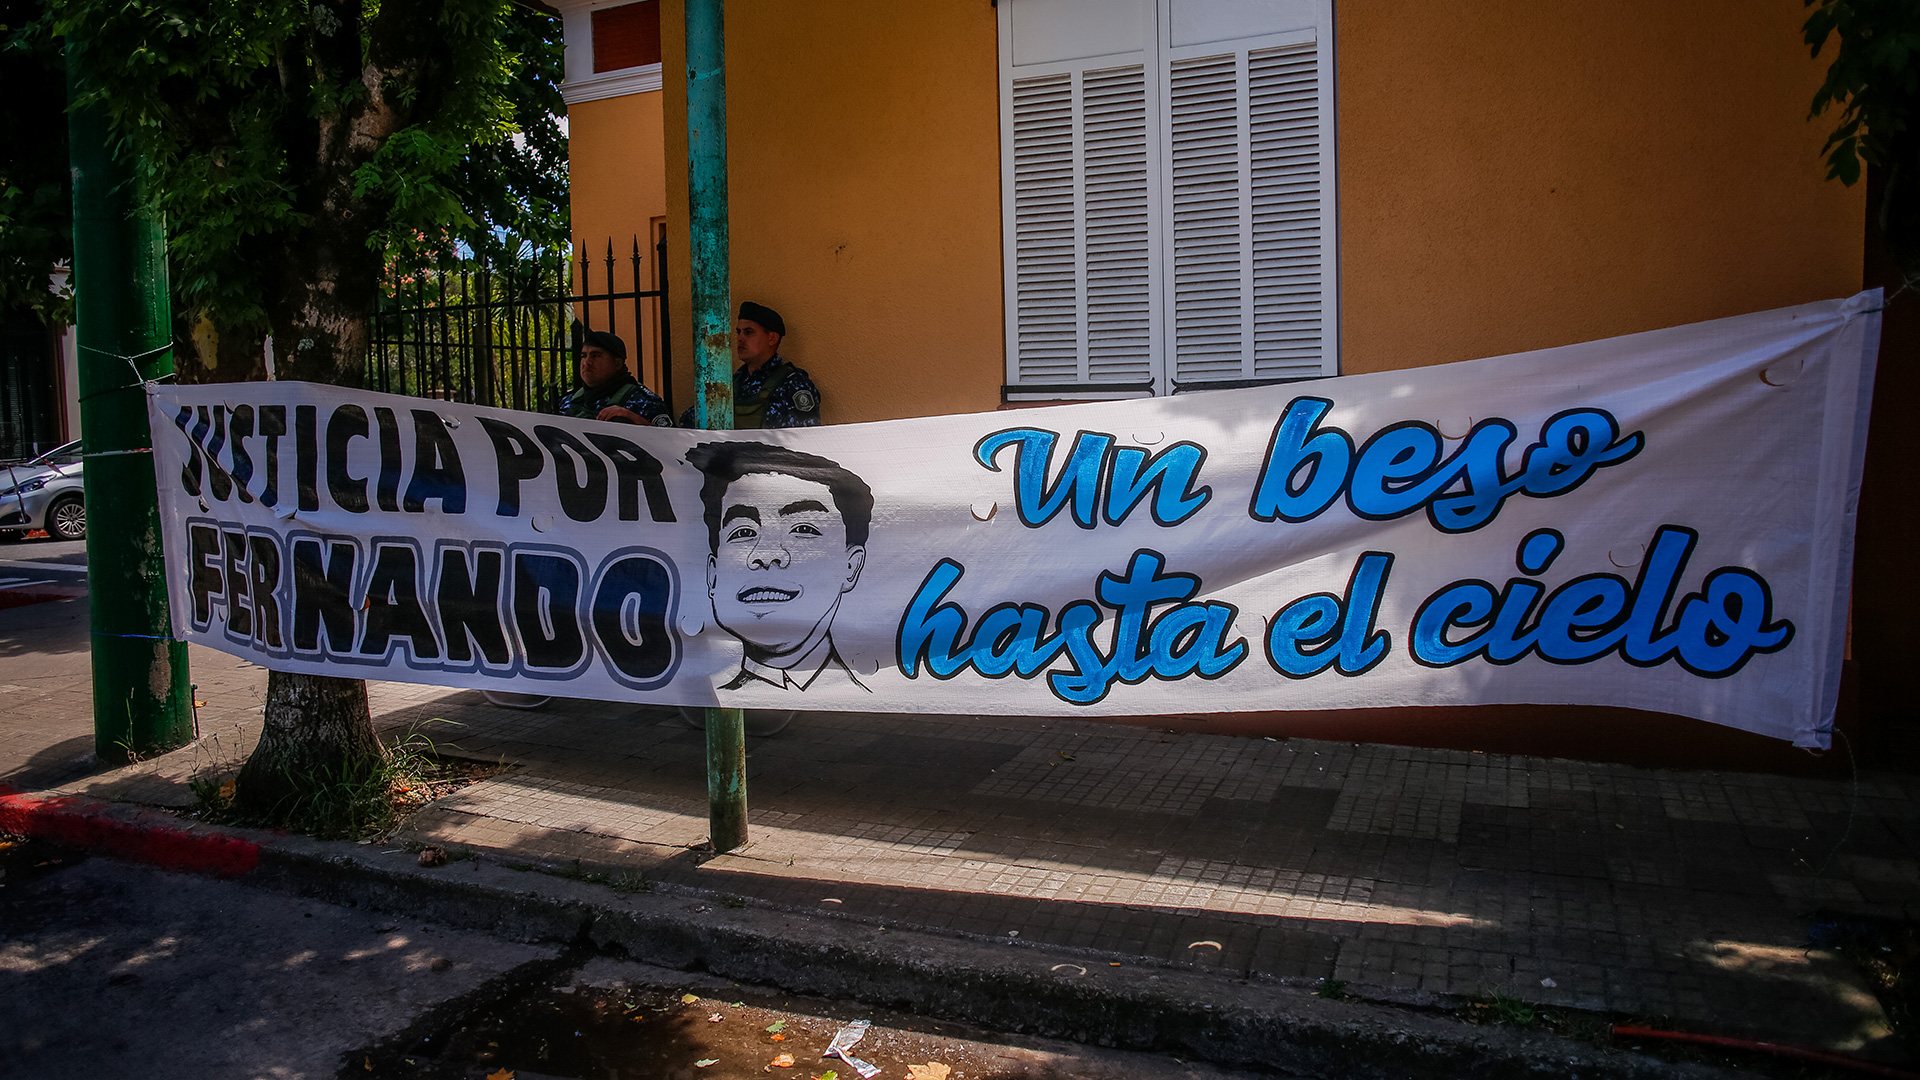 JUSTICIA POR
FERNANDO
Un beso
hasta el cielo